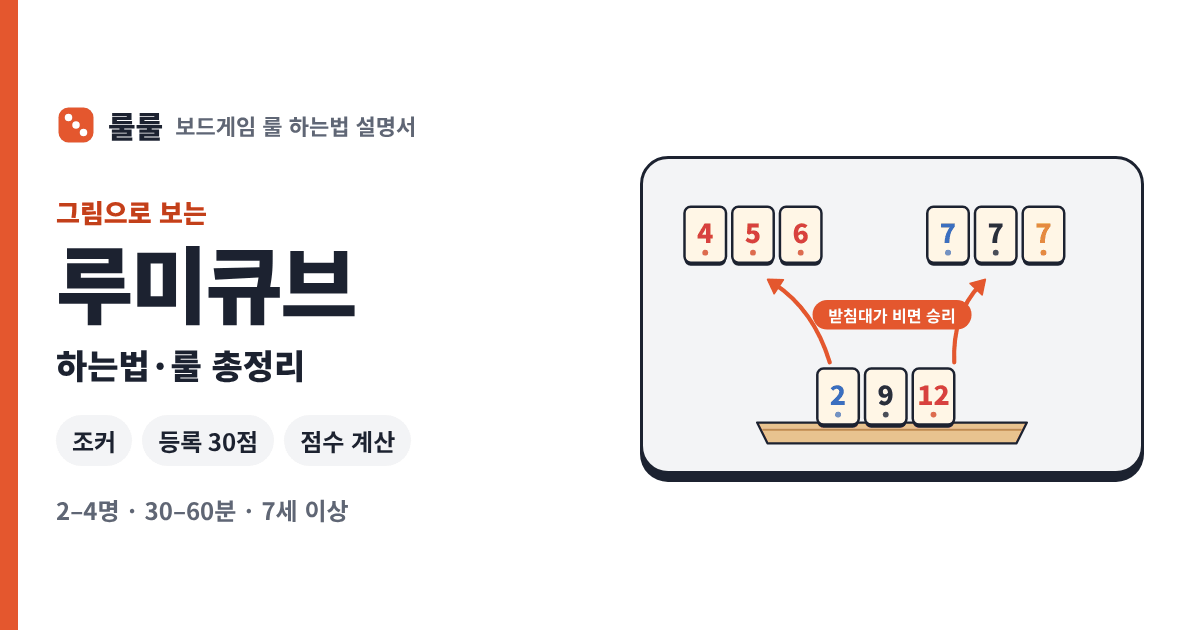 룰룰 보드게임 룰 하는법 설명서
그림으로 보는
루미큐브
하는법·룰 총정리
조커 등록 30점 점수 계산
2–4명 · 30–60분 · 7세 이상
4 5 6 7 7 7
받침대가 비면 승리
2 9 12